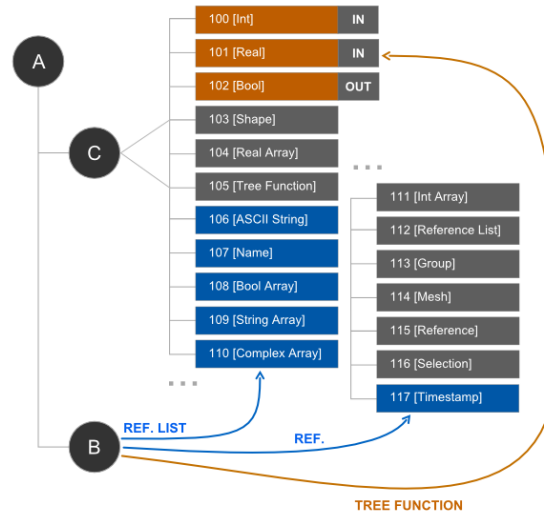 A
C
B
100 [Int] IN
101 [Real] IN
102 [Bool] OUT
103 [Shape]
104 [Real Array]
105 [Tree Function]
106 [ASCII String]
107 [Name]
108 [Bool Array]
109 [String Array]
110 [Complex Array]
...
...
111 [Int Array]
112 [Reference List]
113 [Group]
114 [Mesh]
115 [Reference]
116 [Selection]
117 [Timestamp]
REF. LIST
REF.
TREE FUNCTION